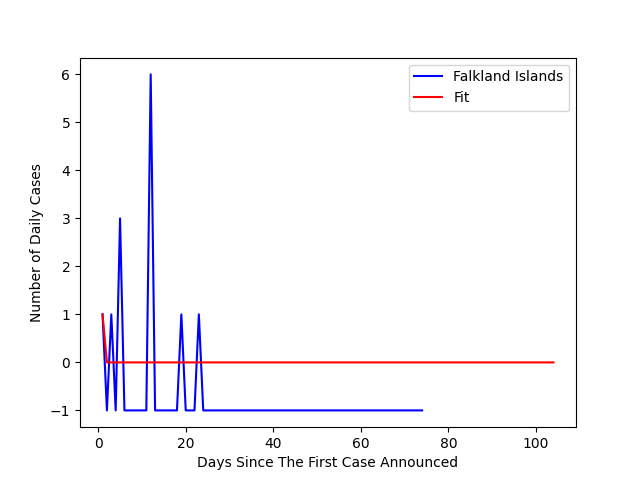 Falkland Islands
Fit
Number of Daily Cases
6
5
4
3
2
1
0
−1
0 20 40 60 80 100
Days Since The First Case Announced